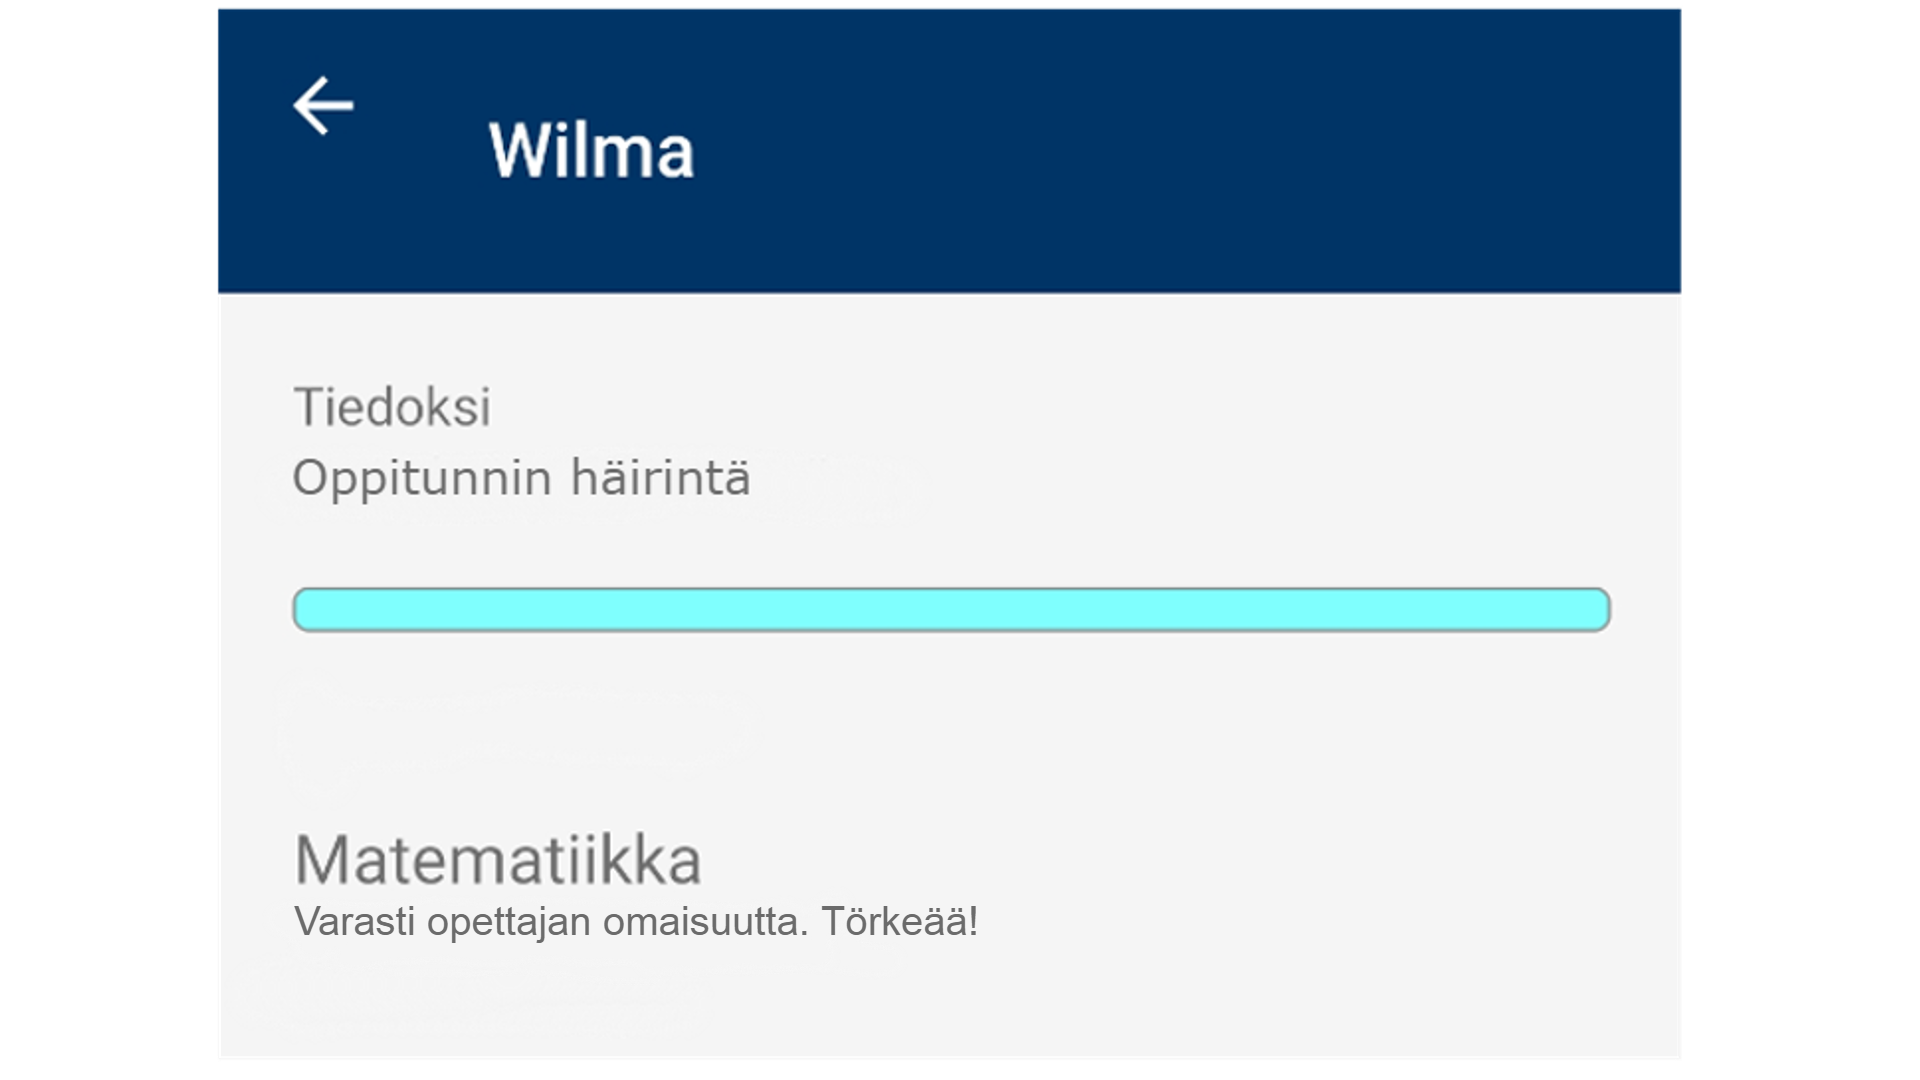 Wilma
Tiedoksi
Oppitunnin häirintä
Matematiikka
Varasti opettajan omaisuutta. Törkeää!